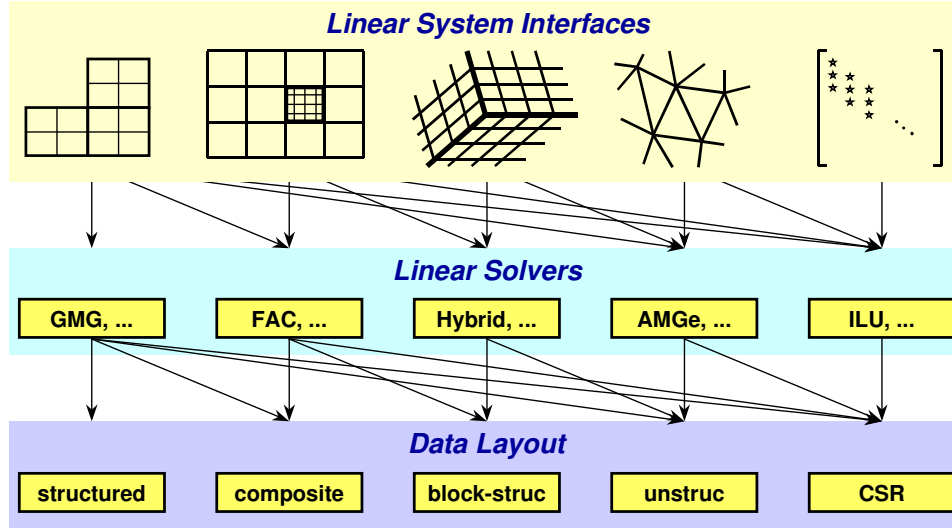 Linear System Interfaces
Linear Solvers
GMG, ...
FAC, ...
Hybrid, ...
AMGe, ...
ILU, ...
Data Layout
structured
composite
block-struc
unstruc
CSR